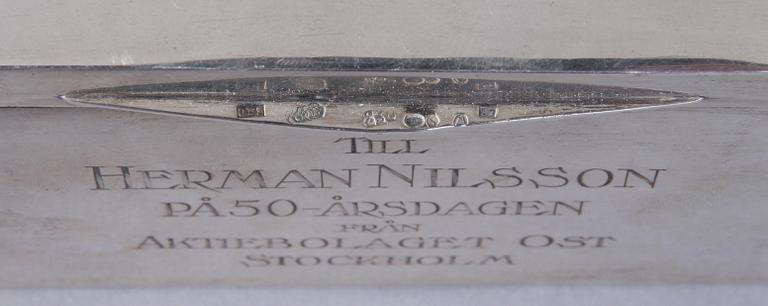 TILL
HERMAN NILSSON
PÅ 50-ÅRSDAGEN
FRÅN
AKTIEBOLAGET OST
STOCKHOLM